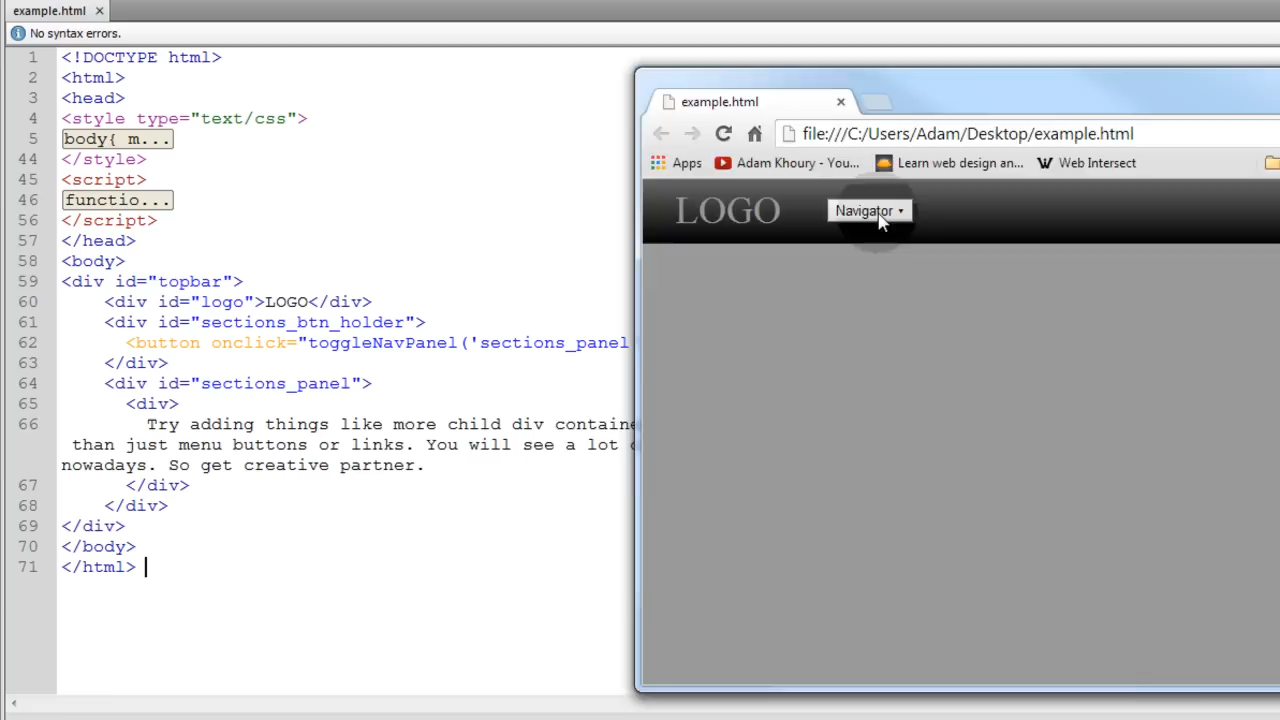 example.html ×
No syntax errors.
1 <!DOCTYPE html>
2 <html>
3 <head>
4 <style type="text/css">
5 body{ m...
44 </style>
45 <script>
46 functio...
56 </script>
57 </head>
58 <body>
59 <div id="topbar">
60 <div id="logo">LOGO</div>
61 <div id="sections_btn_holder">
62 <button onclick="toggleNavPanel('sections_panel
63 </div>
64 <div id="sections_panel">
65 <div>
66 Try adding things like more child div containe
than just menu buttons or links. You will see a lot
nowadays. So get creative partner.
67 </div>
68 </div>
69 </div>
70 </body>
71 </html>
example.html ×
file:///C:/Users/Adam/Desktop/example.html
Apps Adam Khoury - You... Learn web design an... W Web Intersect
LOGO Navigator ▾